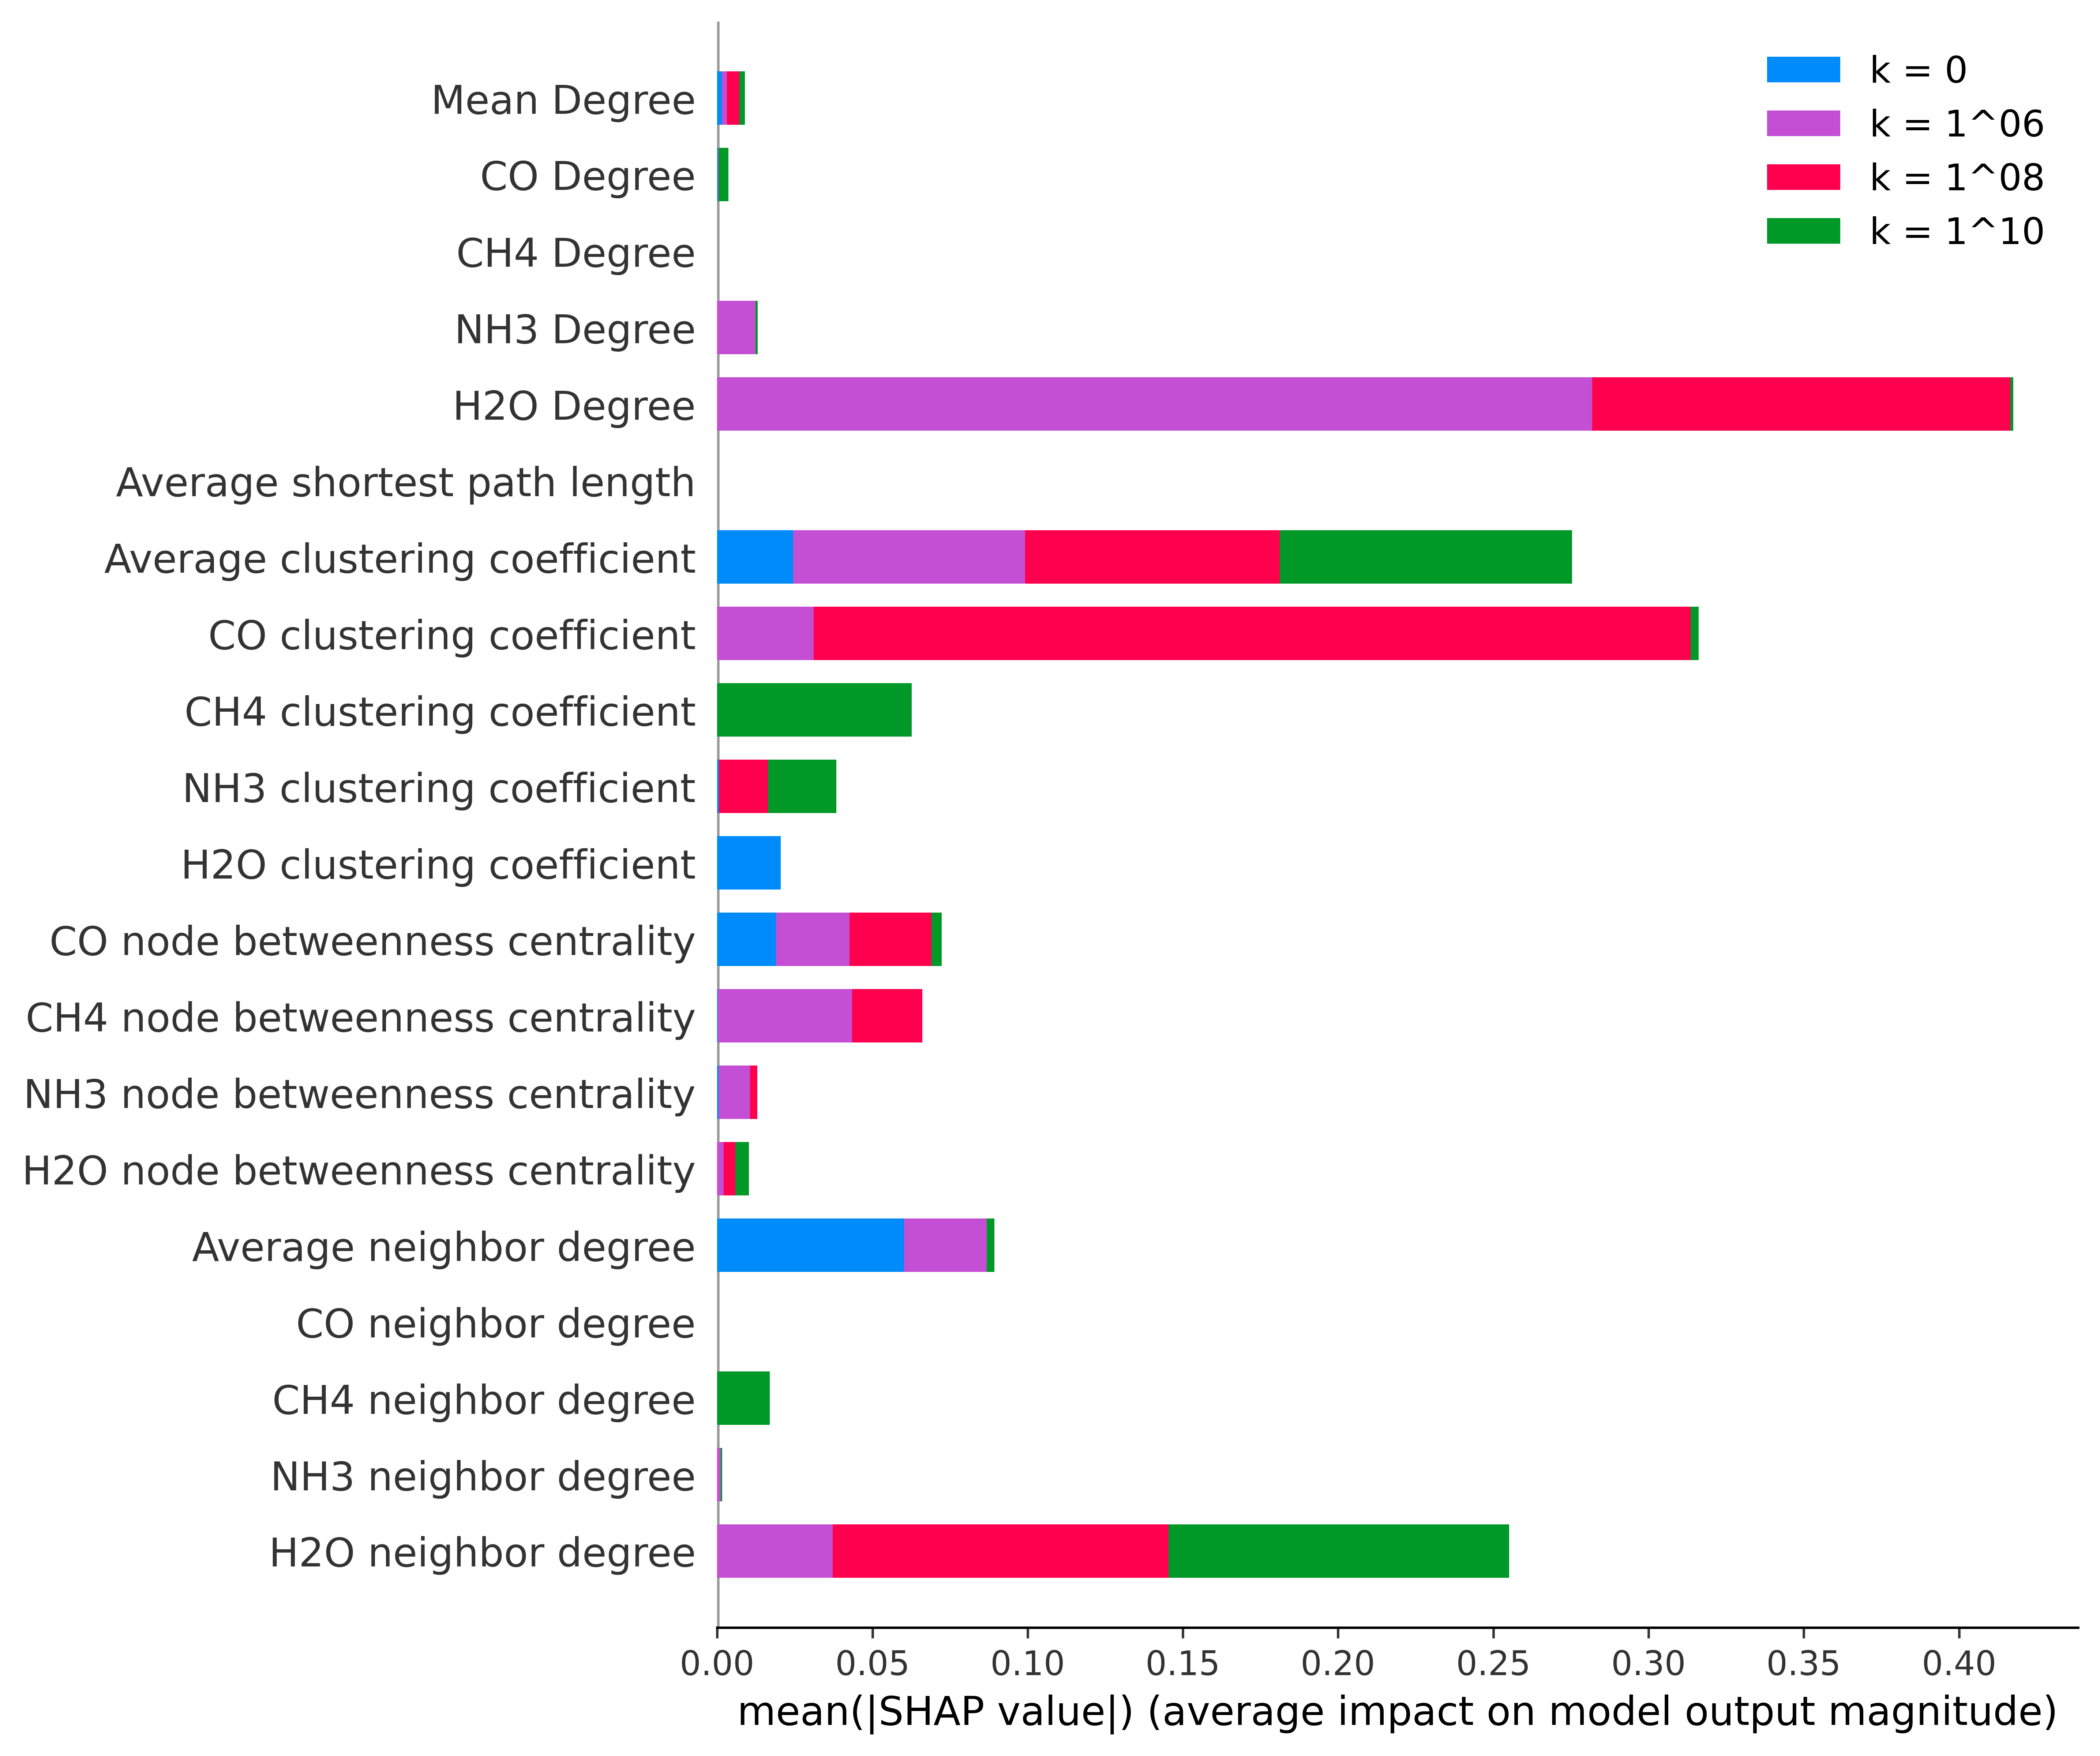 Mean Degree
CO Degree
CH4 Degree
NH3 Degree
H2O Degree
Average shortest path length
Average clustering coefficient
CO clustering coefficient
CH4 clustering coefficient
NH3 clustering coefficient
H2O clustering coefficient
CO node betweenness centrality
CH4 node betweenness centrality
NH3 node betweenness centrality
H2O node betweenness centrality
Average neighbor degree
CO neighbor degree
CH4 neighbor degree
NH3 neighbor degree
H2O neighbor degree
k = 0
k = 1^06
k = 1^08
k = 1^10
0.00 0.05 0.10 0.15 0.20 0.25 0.30 0.35 0.40
mean(|SHAP value|) (average impact on model output magnitude)